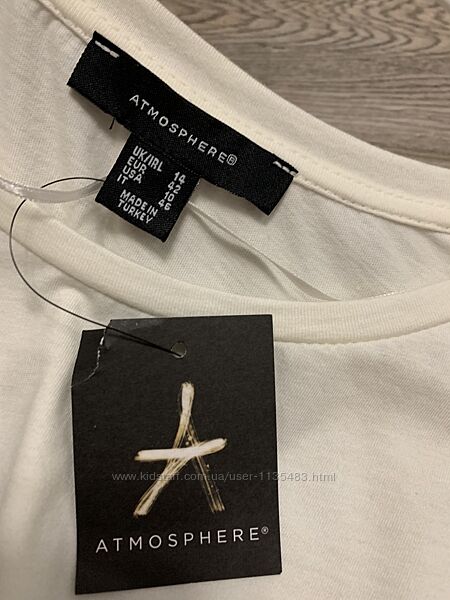 ATMOSPHERE®
UK/IRL 14
EUR 42
USA 10
IT 46
MADE IN
TURKEY
www.kidstaff.com.ua/user-1135483.html
ATMOSPHERE®